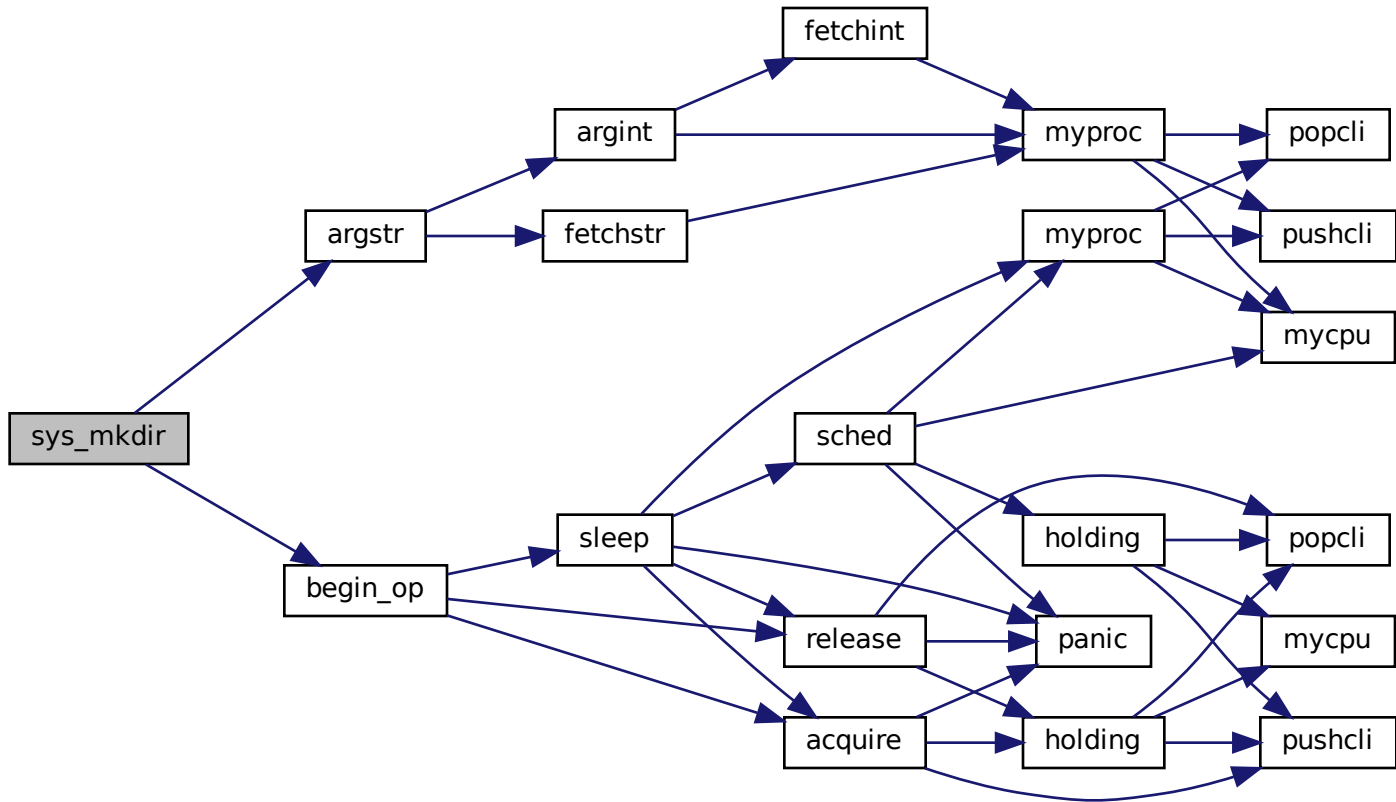 fetchint
argint
myproc
popcli
argstr
fetchstr
myproc
pushcli
mycpu
sys_mkdir
sched
sleep
holding
popcli
begin_op
release
panic
mycpu
acquire
holding
pushcli